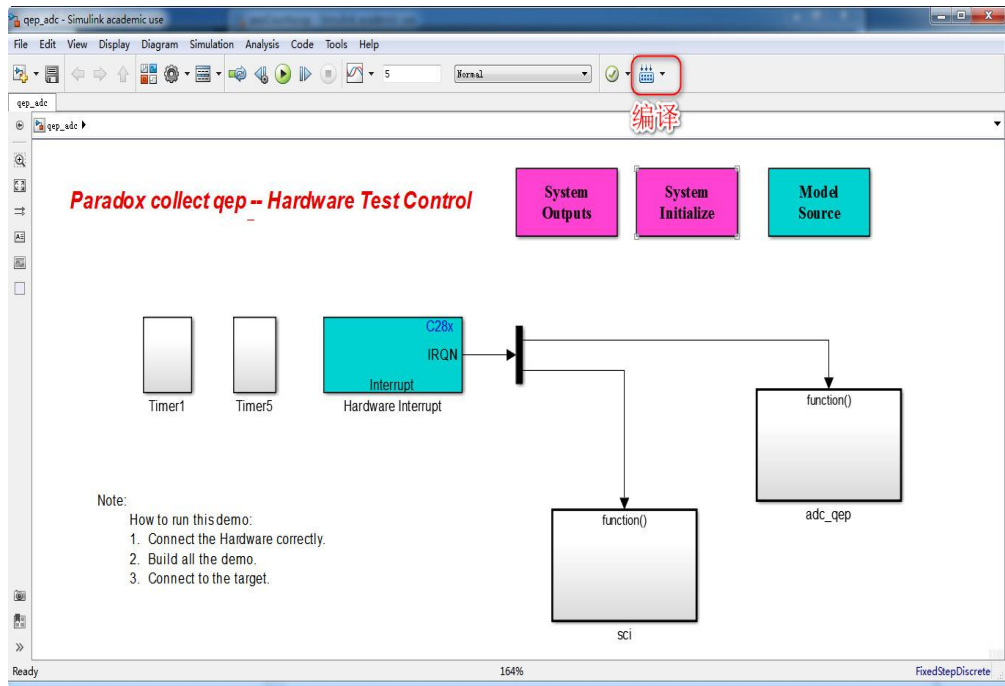 qep_adc - Simulink academic use
File Edit View Display Diagram Simulation Analysis Code Tools Help
5
Normal
编译
qep_adc
qep_adc
Paradox collect qep -- Hardware Test Control
System
Outputs
System
Initialize
Model
Source
C28x
IRQN
Interrupt
Timer1
Timer5
Hardware Interrupt
function()
adc_qep
Note:
How to run this demo:
1. Connect the Hardware correctly.
2. Build all the demo.
3. Connect to the target.
function()
sci
Ready
164%
FixedStepDiscrete